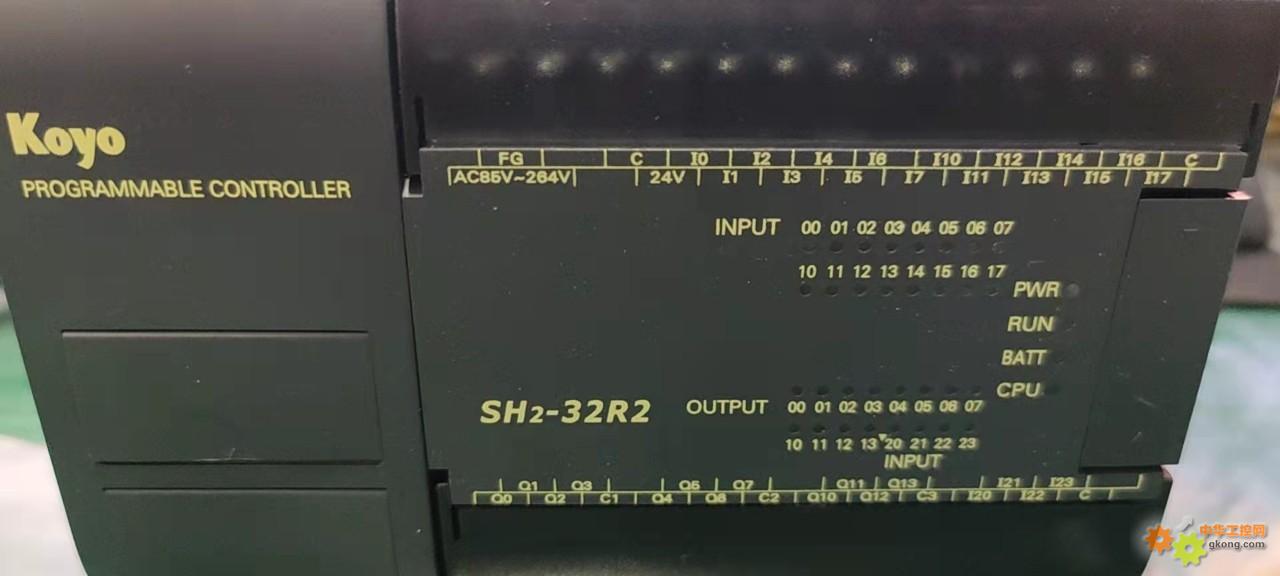 Koyo
PROGRAMMABLE CONTROLLER
FG C I0 I2 I4 I6 I10 I12 I14 I16 C
AC85V~264V 24V I1 I3 I5 I7 I11 I13 I15 I17
INPUT 00 01 02 03 04 05 06 07
10 11 12 13 14 15 16 17
PWR
RUN
BATT
CPU
SH2-32R2
OUTPUT 00 01 02 03 04 05 06 07
10 11 12 13 20 21 22 23
INPUT
Q1 Q3 Q5 Q7 Q11 Q13 I21 I23
Q0 Q2 C1 Q4 Q6 C2 Q10 Q12 C3 I20 I22 C
中华工控网
gkong.com